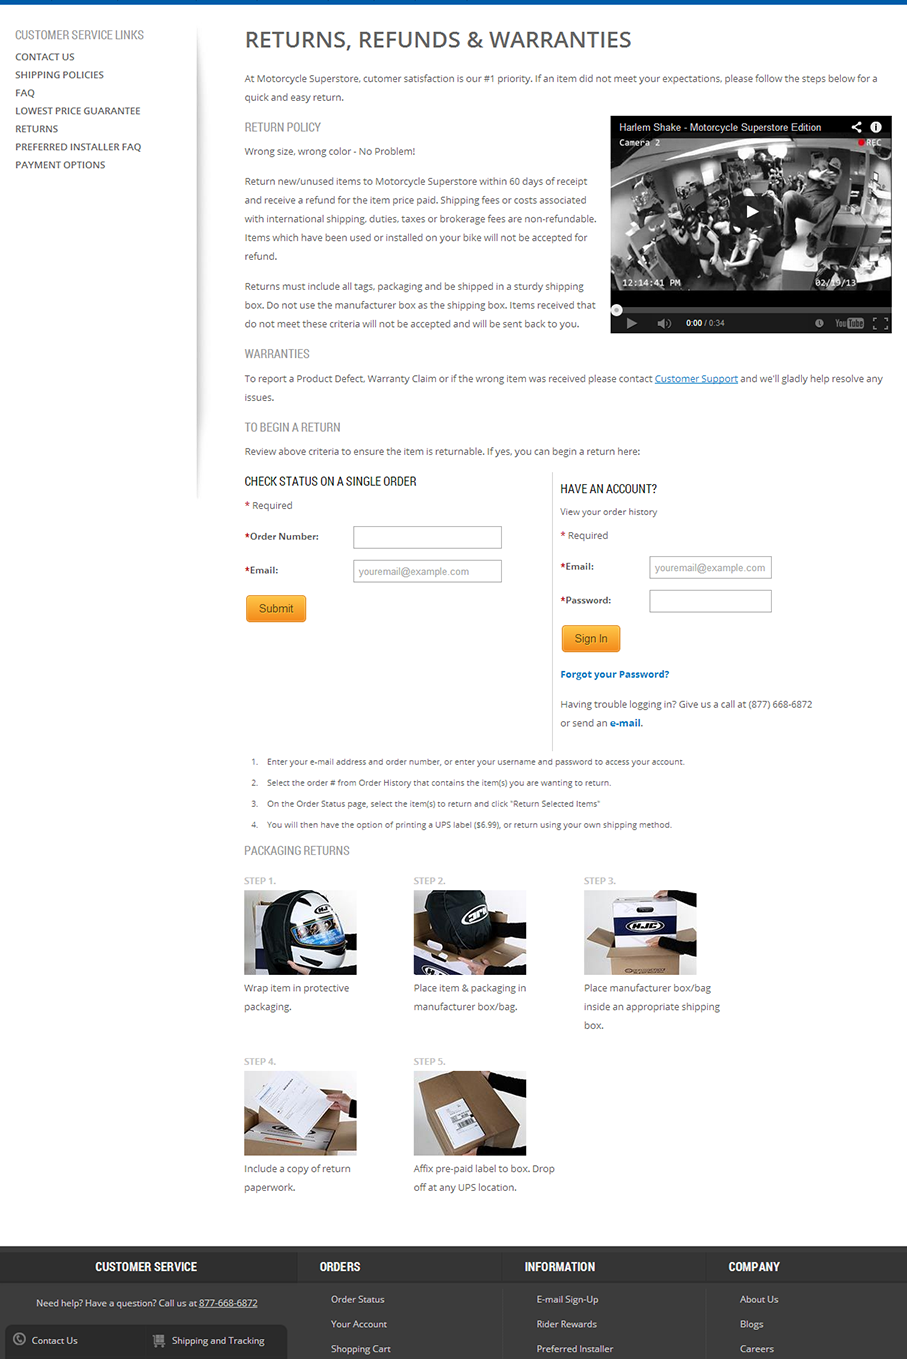 CUSTOMER SERVICE LINKS
CONTACT US
SHIPPING POLICIES
FAQ
LOWEST PRICE GUARANTEE
RETURNS
PREFERRED INSTALLER FAQ
PAYMENT OPTIONS
RETURNS, REFUNDS & WARRANTIES
At Motorcycle Superstore, cutomer satisfaction is our #1 priority. If an item did not meet your expectations, please follow the steps below for a
quick and easy return.
RETURN POLICY
Wrong size, wrong color - No Problem!
Return new/unused items to Motorcycle Superstore within 60 days of receipt
and receive a refund for the item price paid. Shipping fees or costs associated
with international shipping, duties, taxes or brokerage fees are non-refundable.
Items which have been used or installed on your bike will not be accepted for
refund.
Returns must include all tags, packaging and be shipped in a sturdy shipping
box. Do not use the manufacturer box as the shipping box. Items received that
do not meet these criteria will not be accepted and will be sent back to you.
Harlem Shake - Motorcycle Superstore Edition
Camera 2
REC
12:14:41 PM
02/19/13
0:00 / 0:34
YouTube
WARRANTIES
To report a Product Defect, Warranty Claim or if the wrong item was received please contact Customer Support and we'll gladly help resolve any
issues.
TO BEGIN A RETURN
Review above criteria to ensure the item is returnable. If yes, you can begin a return here:
CHECK STATUS ON A SINGLE ORDER
* Required
*Order Number:
*Email:
youremail@example.com
Submit
HAVE AN ACCOUNT?
View your order history
* Required
*Email:
youremail@example.com
*Password:
Sign In
Forgot your Password?
Having trouble logging in? Give us a call at (877) 668-6872
or send an e-mail.
1. Enter your e-mail address and order number, or enter your username and password to access your account.
2. Select the order # from Order History that contains the item(s) you are wanting to return.
3. On the Order Status page, select the item(s) to return and click "Return Selected Items"
4. You will then have the option of printing a UPS label ($6.99), or return using your own shipping method.
PACKAGING RETURNS
STEP 1.
HJC
Wrap item in protective
packaging.
STEP 2.
HJC
Place item & packaging in
manufacturer box/bag.
STEP 3.
HJC
Place manufacturer box/bag
inside an appropriate shipping
box.
STEP 4.
Include a copy of return
paperwork.
STEP 5.
Affix pre-paid label to box. Drop
off at any UPS location.
CUSTOMER SERVICE
Need help? Have a question? Call us at 877-668-6872
Contact Us
Shipping and Tracking
ORDERS
Order Status
Your Account
Shopping Cart
INFORMATION
E-mail Sign-Up
Rider Rewards
Preferred Installer
COMPANY
About Us
Blogs
Careers